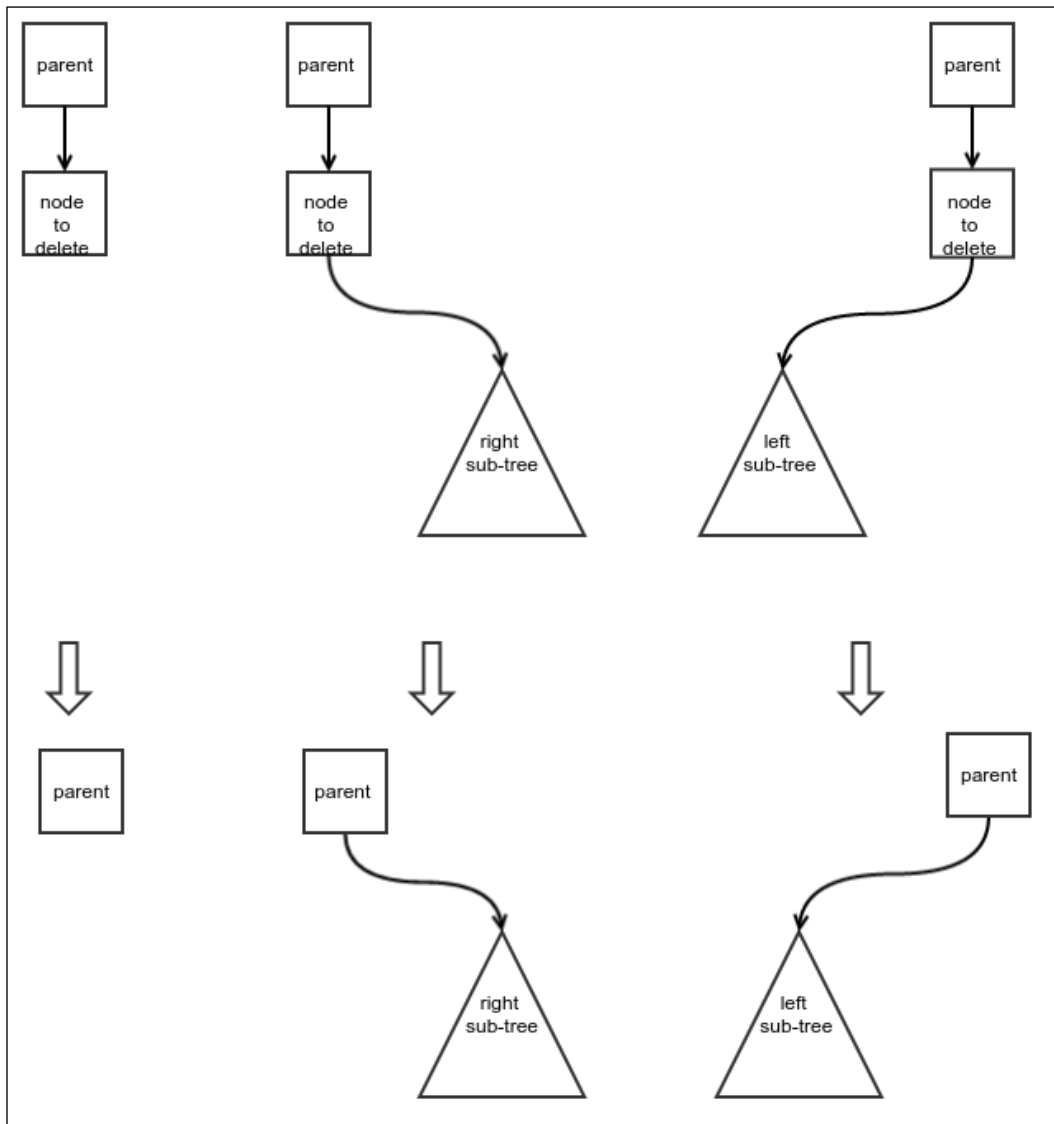 parent
parent
parent
node
to
delete
node
to
delete
node
to
delete
right
sub-tree
left
sub-tree
parent
parent
parent
right
sub-tree
left
sub-tree